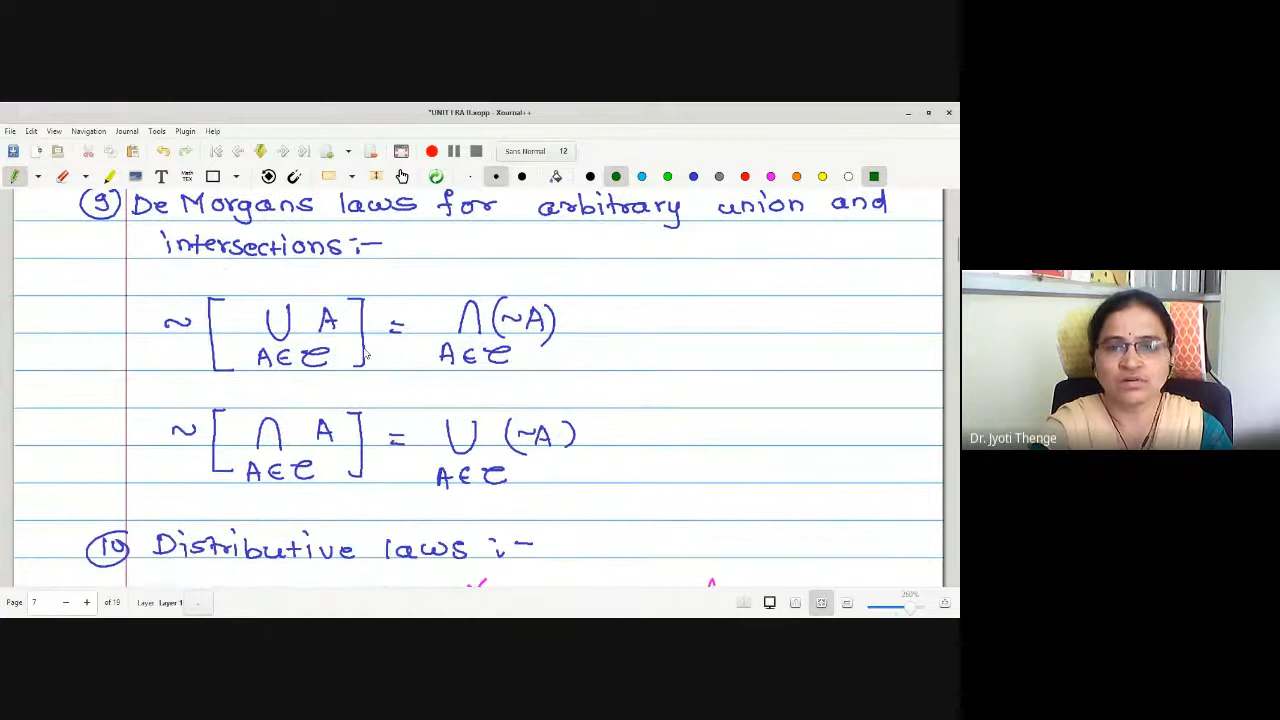 *UNIT I RA II.xopp - Xournal++
File Edit View Navigation Journal Tools Plugin Help
Sans Normal 12
⑨ De Morgans laws for arbitrary union and
intersections :-
~ [ ∪ A ] = ∩ (~A)
A∈𝒞 A∈𝒞
~ [ ∩ A ] = ∪ (~A)
A∈𝒞 A∈𝒞
⑩ Distributive laws :-
Page 7 of 19 Layer Layer 1 260%
Dr. Jyoti Thenge